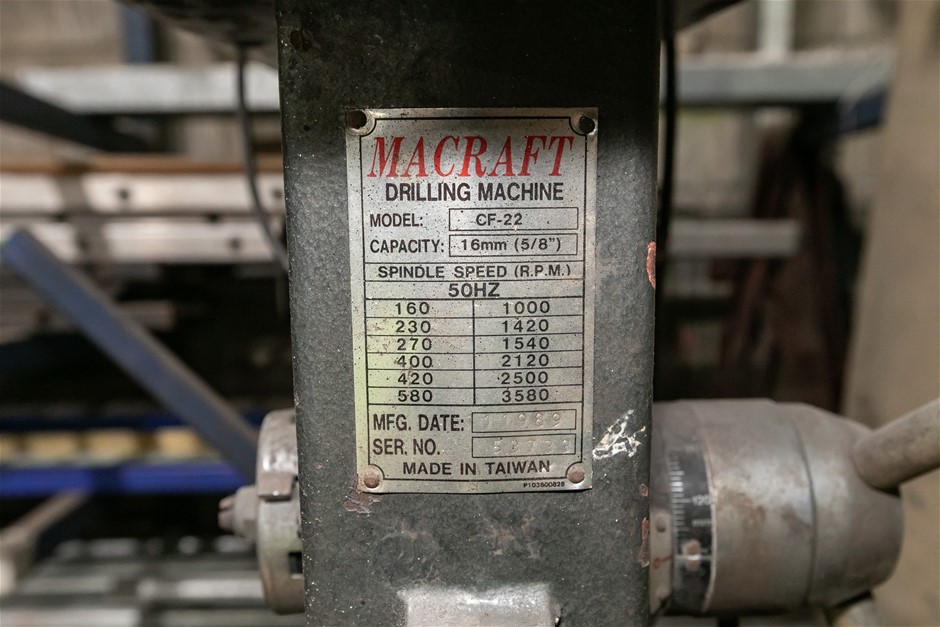 MACRAFT
DRILLING MACHINE
MODEL: CF-22
CAPACITY: 16mm (5/8")
SPINDLE SPEED (R.P.M.)
50HZ
160 1000
230 1420
270 1540
400 2120
420 2500
580 3580
MFG. DATE:
SER. NO.
MADE IN TAIWAN
P103500828